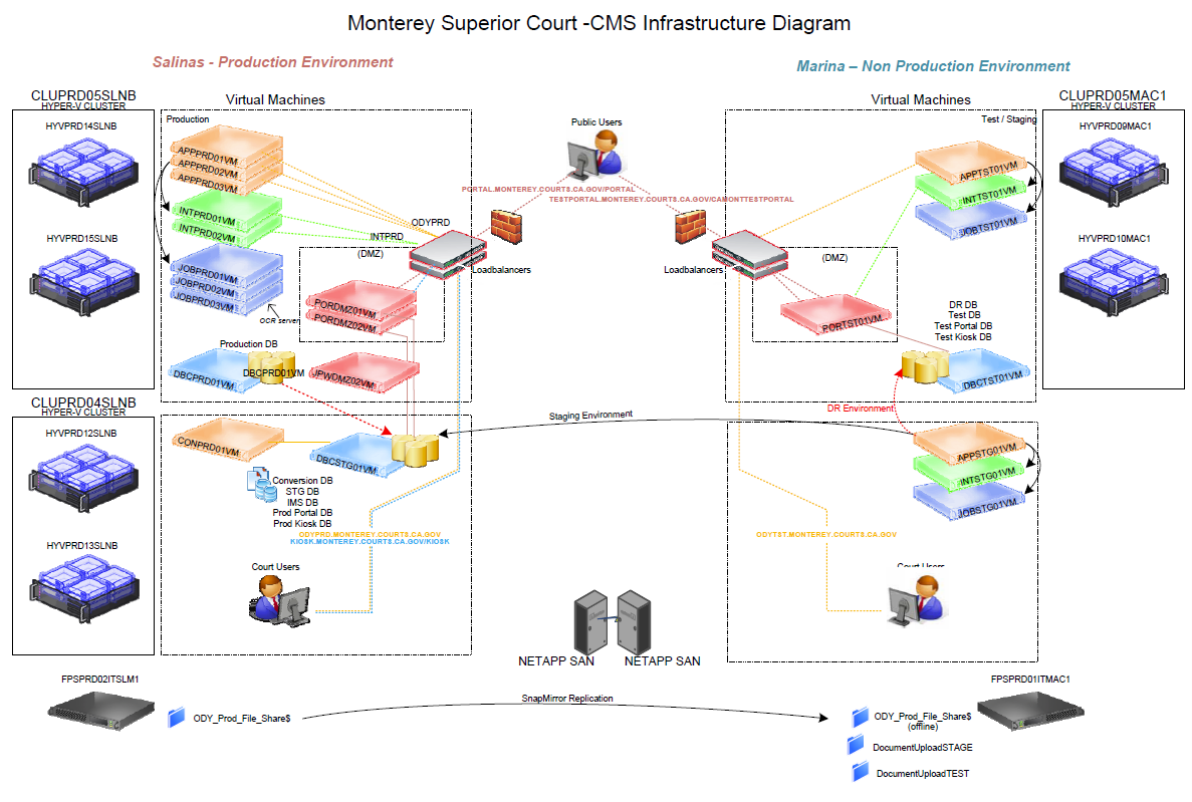 Monterey Superior Court -CMS Infrastructure Diagram
Salinas - Production Environment
Marina – Non Production Environment
CLUPRD05SLNB
HYPER-V CLUSTER
HYVPRD14SLNB
HYVPRD15SLNB
Virtual Machines
Production
APPPRD01VM
APPPRD02VM
APPPRD03VM
INTPRD01VM
INTPRD02VM
JOBPRD01VM
JOBPRD02VM
JOBPRD03VM
OCR server
ODYPRD
INTPRD
(DMZ)
Loadbalancers
PORDMZ01VM
PORDMZ02VM
Production DB
DBCPRD01VM
DBCPRD01VM
JPWDMZ02VM
Public Users
PORTAL.MONTEREY.COURTS.CA.GOV/PORTAL
TESTPORTAL.MONTEREY.COURTS.CA.GOV/CAMONTTESTPORTAL
Virtual Machines
Test / Staging
APPTST01VM
INTTST01VM
JOBTST01VM
Loadbalancers
(DMZ)
PORTST01VM
DR DB
Test DB
Test Portal DB
Test Kiosk DB
DBCTST01VM
CLUPRD05MAC1
HYPER-V CLUSTER
HYVPRD09MAC1
HYVPRD10MAC1
CLUPRD04SLNB
HYPER-V CLUSTER
HYVPRD12SLNB
HYVPRD13SLNB
CONPRD01VM
DBCSTG01VM
Conversion DB
STG DB
IMS DB
Prod Portal DB
Prod Kiosk DB
ODYPRD.MONTEREY.COURTS.CA.GOV
KIOSK.MONTEREY.COURTS.CA.GOV/KIOSK
Court Users
Staging Environment
DR Environment
APPSTG01VM
INTSTG01VM
JOBSTG01VM
ODYTST.MONTEREY.COURTS.CA.GOV
Court Users
NETAPP SAN
NETAPP SAN
FPSPRD02ITSLM1
ODY_Prod_File_Share$
SnapMirror Replication
FPSPRD01ITMAC1
ODY_Prod_File_Share$
(offline)
DocumentUploadSTAGE
DocumentUploadTEST